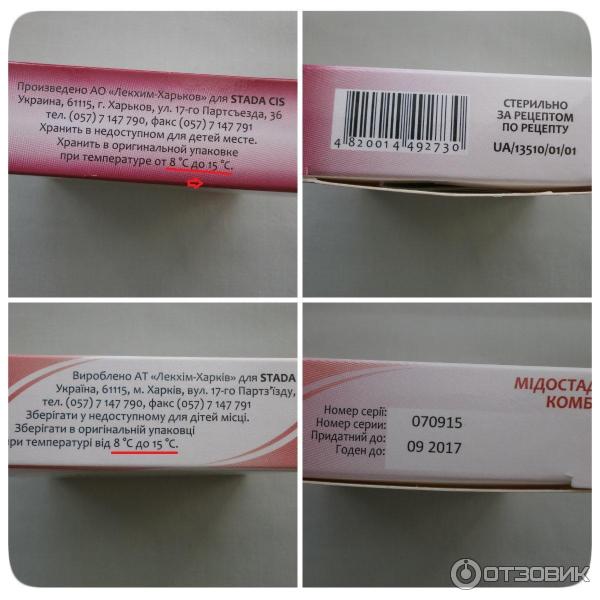 Произведено АО «Лекхим-Харьков» для STADA CIS
Украина, 61115, г. Харьков, ул. 17-го Партсъезда, 36
тел. (057) 7 147 790, факс (057) 7 147 791
Хранить в недоступном для детей месте.
Хранить в оригинальной упаковке
при температуре от 8 °C до 15 °C.
4 820014 492730
СТЕРИЛЬНО
ЗА РЕЦЕПТОМ
ПО РЕЦЕПТУ
UA/13510/01/01
Вироблено АТ «Лекхім-Харків» для STADA
Україна, 61115, м. Харків, вул. 17-го Партз'їзду,
тел. (057) 7 147 790, факс (057) 7 147 791
Зберігати у недоступному для дітей місці.
Зберігати в оригінальній упаковці
при температурі від 8 °C до 15 °C.
МІДОСТАД
КОМБ
Номер серії:
Номер серии:
070915
Придатний до:
Годен до:
09 2017
ОТЗОВИК